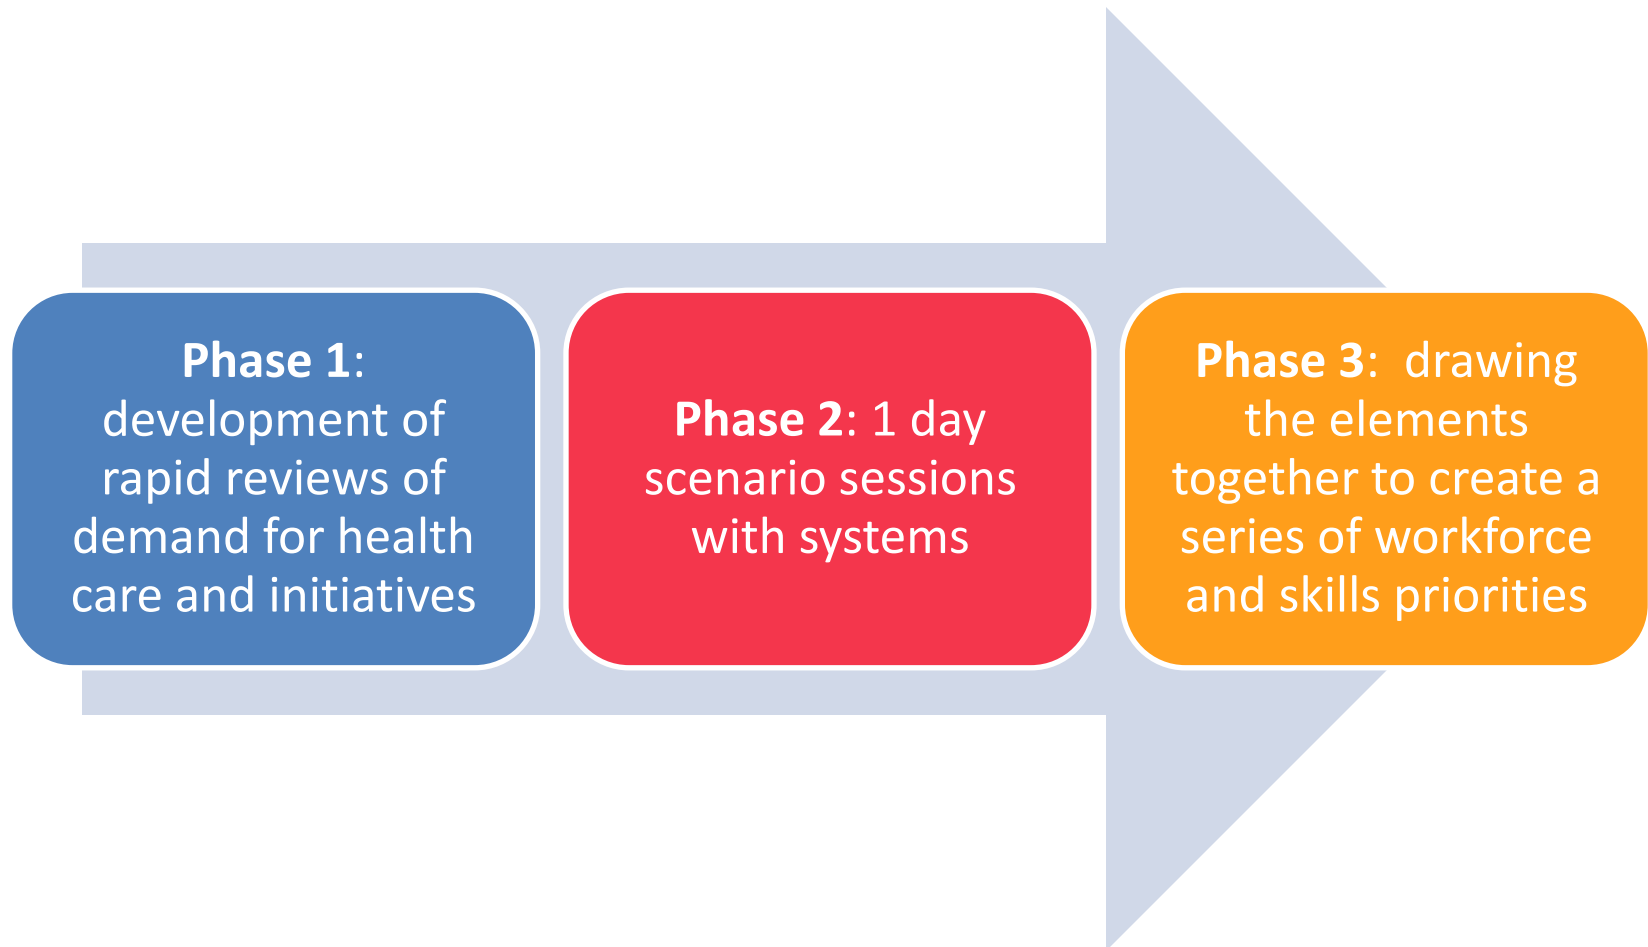 Phase 1:
development of
rapid reviews of
demand for health
care and initiatives
Phase 2: 1 day
scenario sessions
with systems
Phase 3:  drawing
the elements
together to create a
series of workforce
and skills priorities